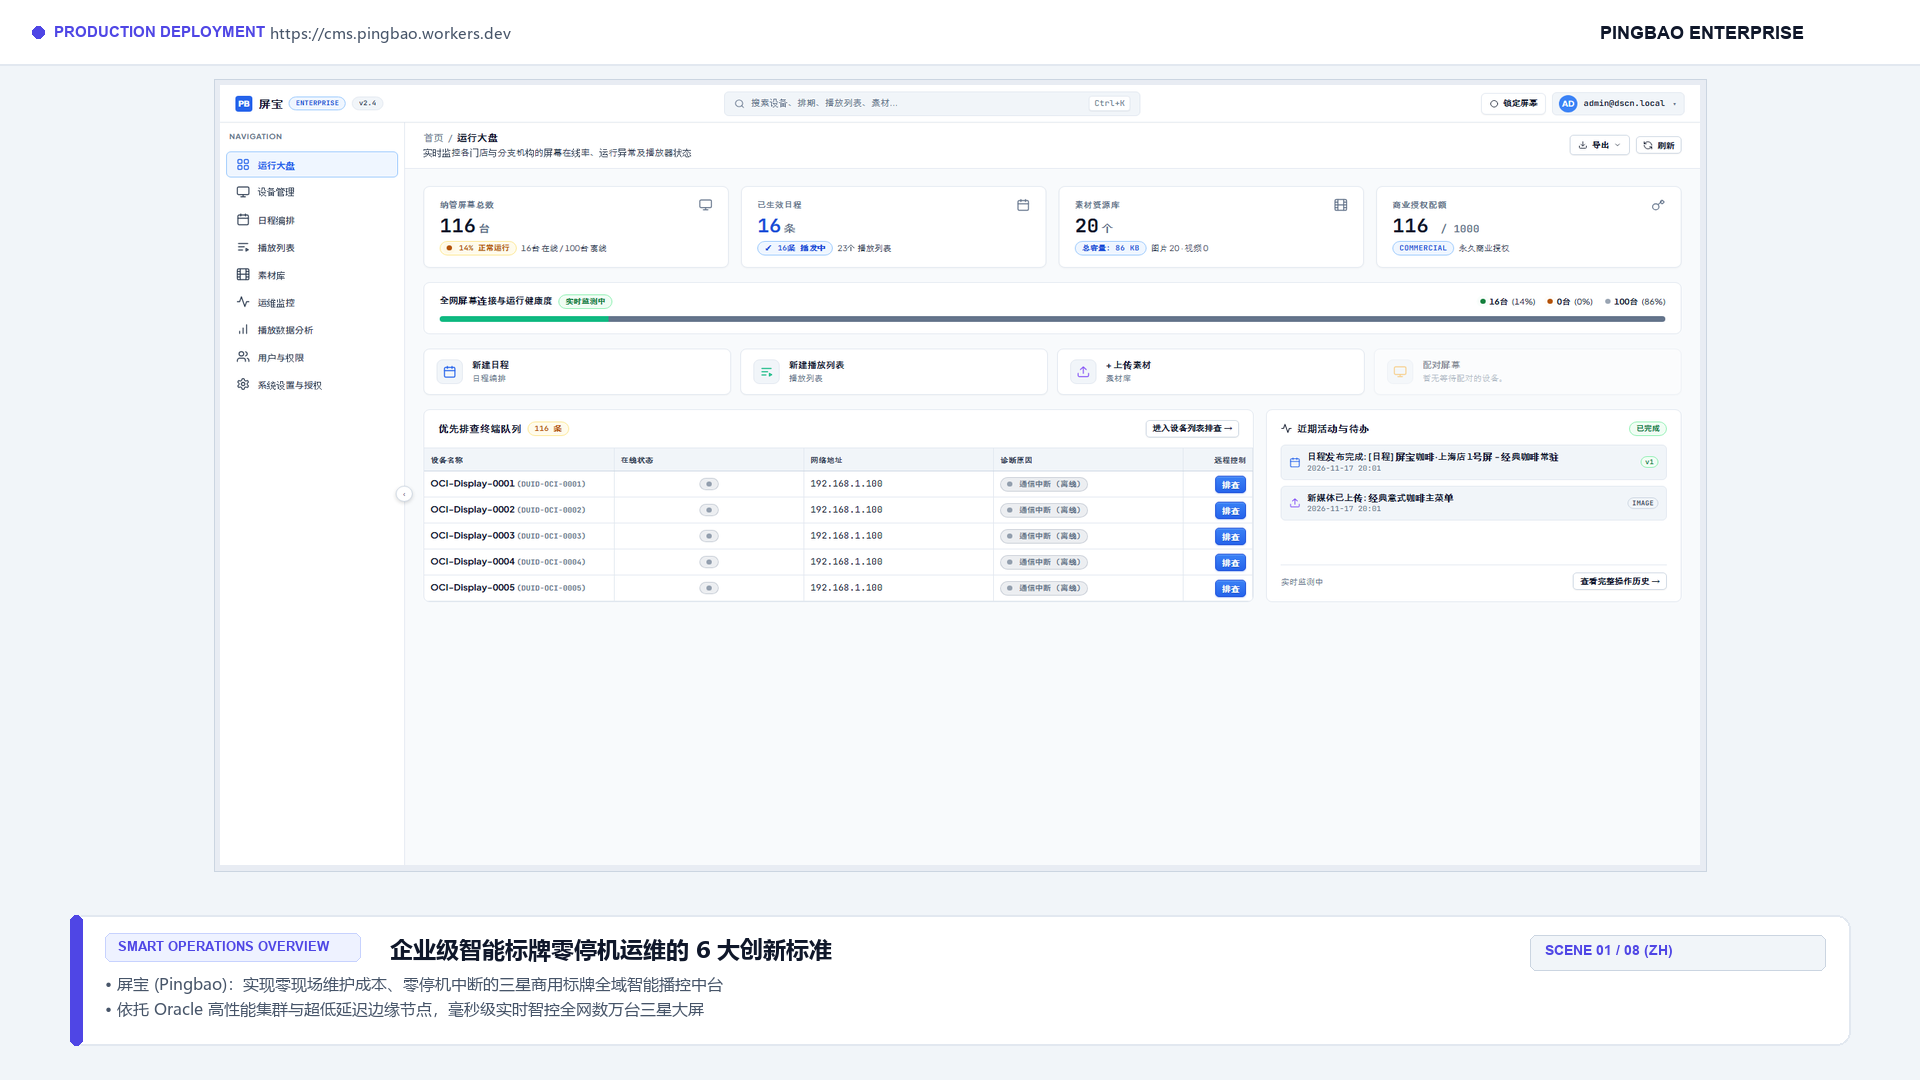 PRODUCTION DEPLOYMENT https://cms.pingbao.workers.dev
PINGBAO ENTERPRISE
PB 屏宝 ENTERPRISE v2.4
搜索设备、排期、播放列表、素材... Ctrl+K
锁定屏幕
AD admin@dscn.local
NAVIGATION
运行大盘
设备管理
日程编排
播放列表
素材库
运维监控
播放数据分析
用户与权限
系统设置与授权
首页 / 运行大盘
实时监控各门店与分支机构的屏幕在线率、运行异常及播放器状态
导出
刷新
纳管屏幕总数
116 台
14% 正常运行 16台 在线 / 100台 离线
已生效日程
16 条
✓ 16条 播发中 23个 播放列表
素材资源库
20 个
总容量: 86 KB 图片 20 · 视频 0
商业授权配额
116 / 1000
COMMERCIAL 永久商业授权
全网屏幕连接与运行健康度 实时监测中
16台 (14%) 0台 (0%) 100台 (86%)
新建日程
日程编排
新建播放列表
播放列表
+ 上传素材
素材库
配对屏幕
暂无等待配对的设备。
优先排查终端队列 116 条
进入设备列表排查 →
设备名称 在线状态 网络地址 诊断原因 远程控制
OCI-Display-0001 (DUID-OCI-0001) 192.168.1.100 通信中断 (离线) 排查
OCI-Display-0002 (DUID-OCI-0002) 192.168.1.100 通信中断 (离线) 排查
OCI-Display-0003 (DUID-OCI-0003) 192.168.1.100 通信中断 (离线) 排查
OCI-Display-0004 (DUID-OCI-0004) 192.168.1.100 通信中断 (离线) 排查
OCI-Display-0005 (DUID-OCI-0005) 192.168.1.100 通信中断 (离线) 排查
近期活动与待办 已完成
日程发布完成: [日程] 屏宝咖啡·上海店 1号屏 - 经典咖啡常驻
2026-11-17 20:01
v1
新媒体已上传: 经典意式咖啡主菜单
2026-11-17 20:01
IMAGE
实时监测中
查看完整操作历史 →
SMART OPERATIONS OVERVIEW
企业级智能标牌零停机运维的 6 大创新标准
SCENE 01 / 08 (ZH)
• 屏宝 (Pingbao)：实现零现场维护成本、零停机中断的三星商用标牌全域智能播控中台
• 依托 Oracle 高性能集群与超低延迟边缘节点，毫秒级实时智控全网数万台三星大屏